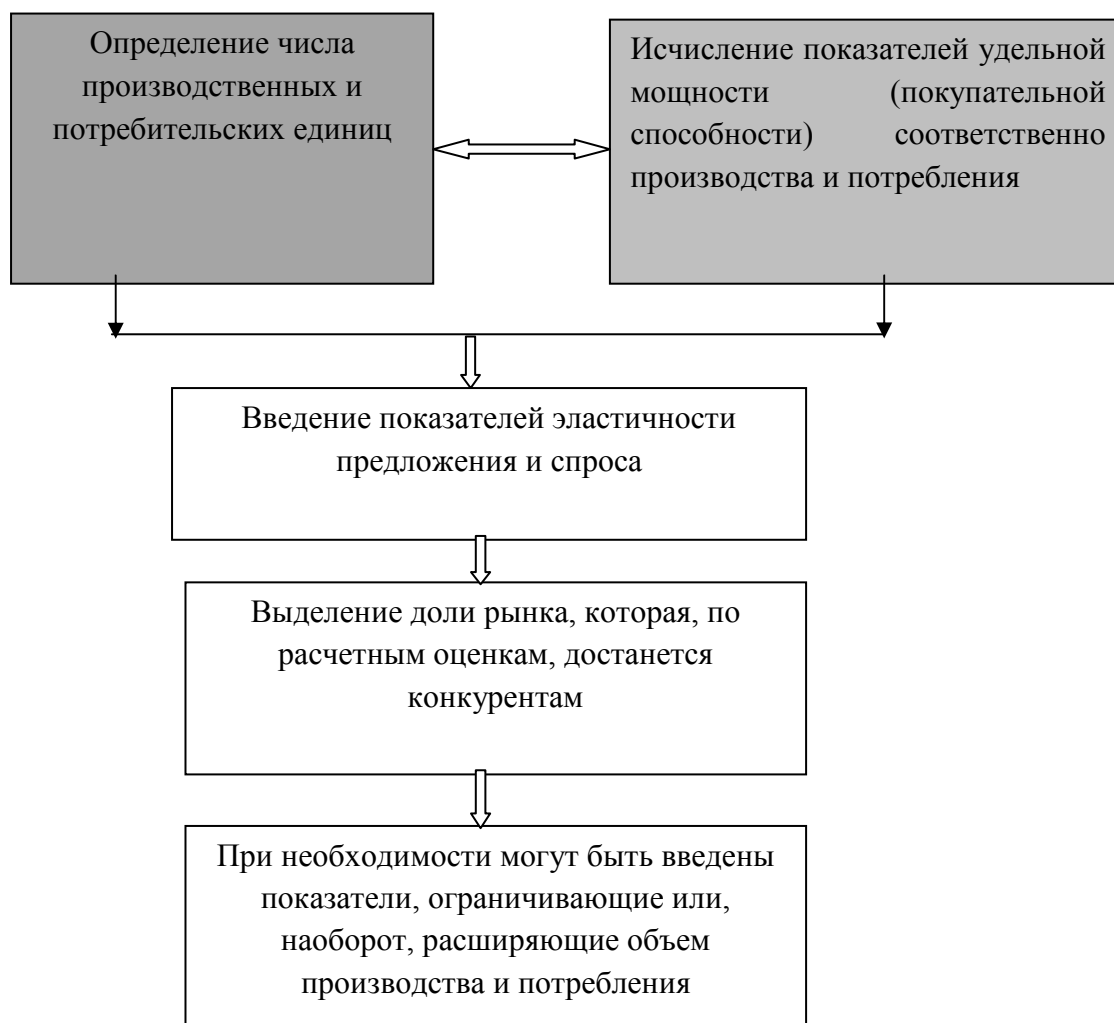 Определение числа
производственных и
потребительских единиц
Исчисление показателей удельной
мощности (покупательной
способности) соответственно
производства и потребления
Введение показателей эластичности
предложения и спроса
Выделение доли рынка, которая, по
расчетным оценкам, достанется
конкурентам
При необходимости могут быть введены
показатели, ограничивающие или,
наоборот, расширяющие объем
производства и потребления